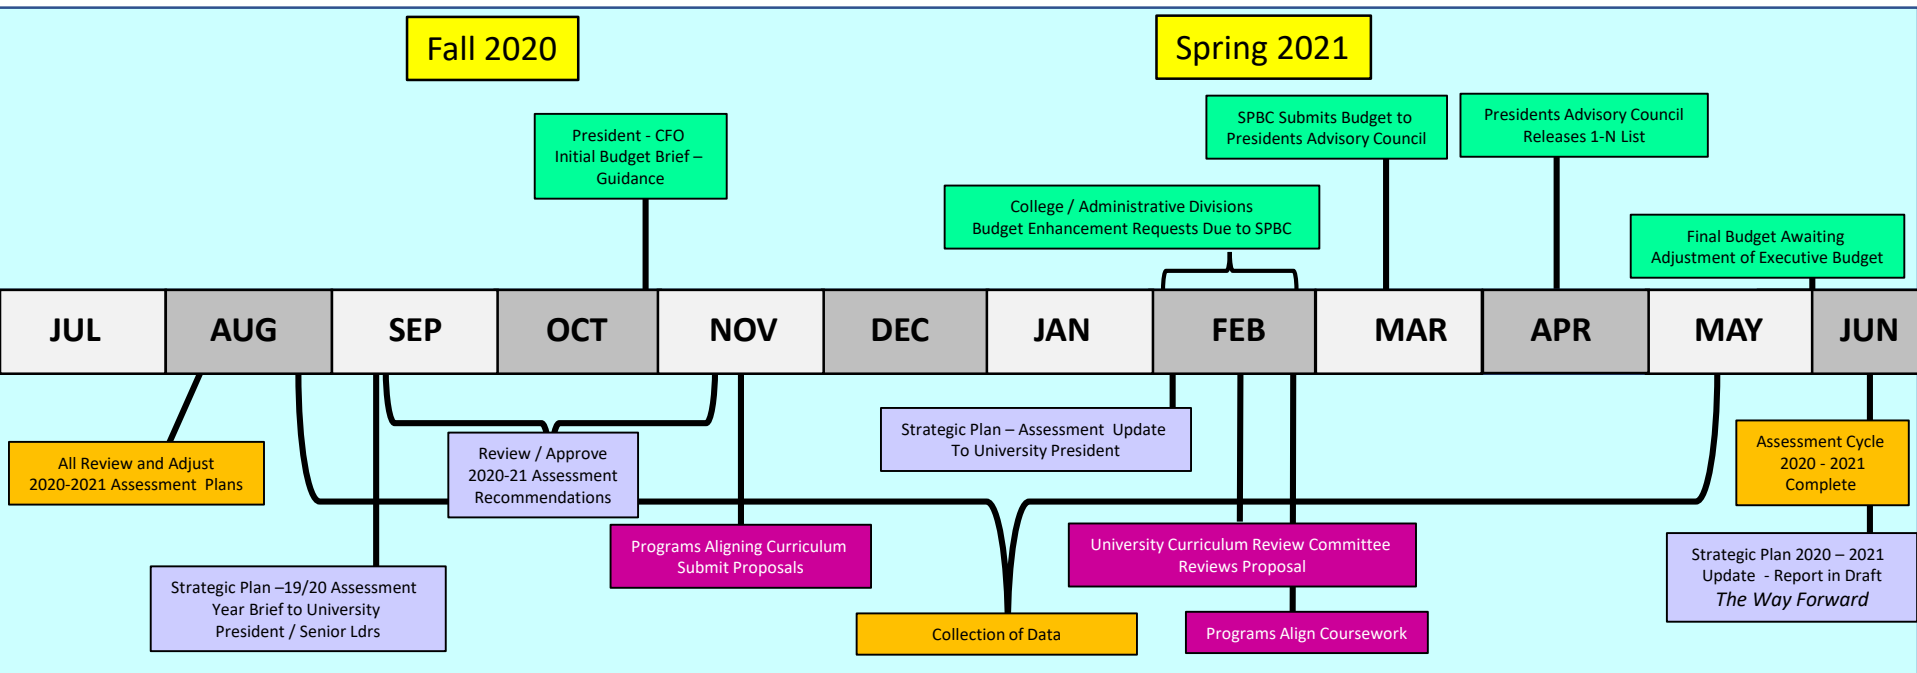 Fall 2020
Spring 2021
President - CFO
Initial Budget Brief –
Guidance
SPBC Submits Budget to
Presidents Advisory Council
Presidents Advisory Council
Releases 1-N List
College / Administrative Divisions
Budget Enhancement Requests Due to SPBC
Final Budget Awaiting
Adjustment of Executive Budget
JUL
AUG
SEP
OCT
NOV
DEC
JAN
FEB
MAR
APR
MAY
JUN
All Review and Adjust
2020-2021 Assessment Plans
Review / Approve
2020-21 Assessment
Recommendations
Strategic Plan – Assessment Update
To University President
Assessment Cycle
2020 - 2021
Complete
Programs Aligning Curriculum
Submit Proposals
University Curriculum Review Committee
Reviews Proposal
Strategic Plan 2020 – 2021
Update - Report in Draft
The Way Forward
Strategic Plan –19/20 Assessment
Year Brief to University
President / Senior Ldrs
Collection of Data
Programs Align Coursework